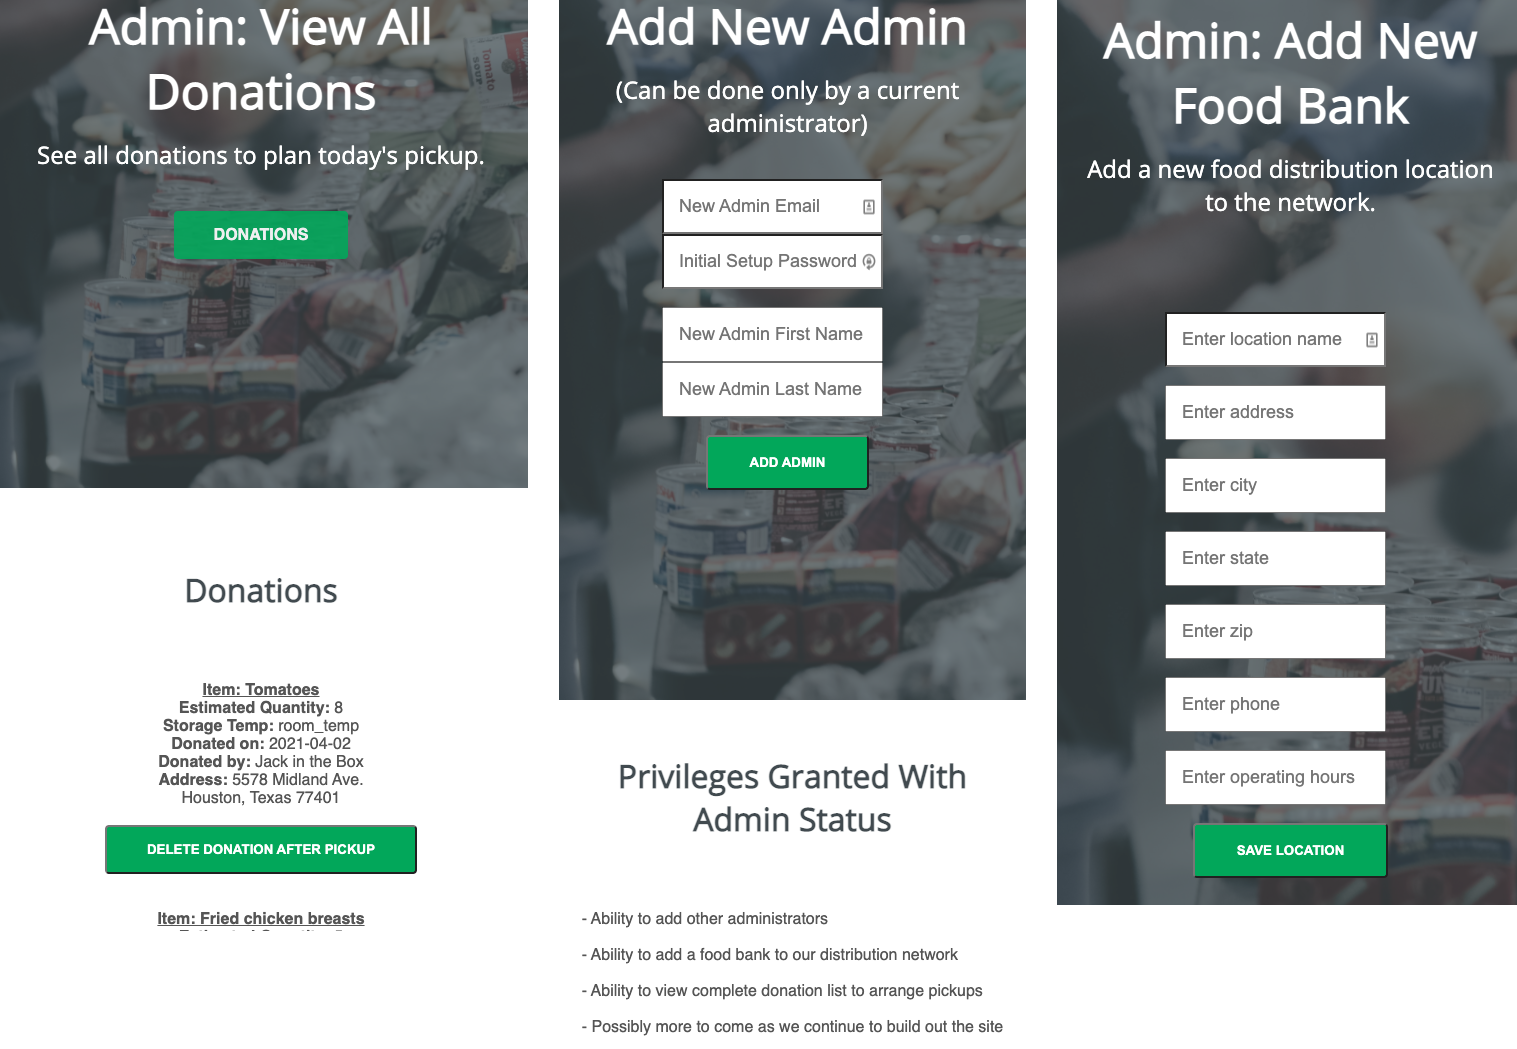 Admin: View All
Donations
See all donations to plan today's pickup.
DONATIONS
Tomato
Donations
Item: Tomatoes
Estimated Quantity: 8
Storage Temp: room_temp
Donated on: 2021-04-02
Donated by: Jack in the Box
Address: 5578 Midland Ave.
Houston, Texas 77401
DELETE DONATION AFTER PICKUP
Item: Fried chicken breasts
Add New Admin
(Can be done only by a current
administrator)
New Admin Email
Initial Setup Password
New Admin First Name
New Admin Last Name
ADD ADMIN
Privileges Granted With
Admin Status
- Ability to add other administrators
- Ability to add a food bank to our distribution network
- Ability to view complete donation list to arrange pickups
- Possibly more to come as we continue to build out the site
Admin: Add New
Food Bank
Add a new food distribution location
to the network.
Enter location name
Enter address
Enter city
Enter state
Enter zip
Enter phone
Enter operating hours
SAVE LOCATION